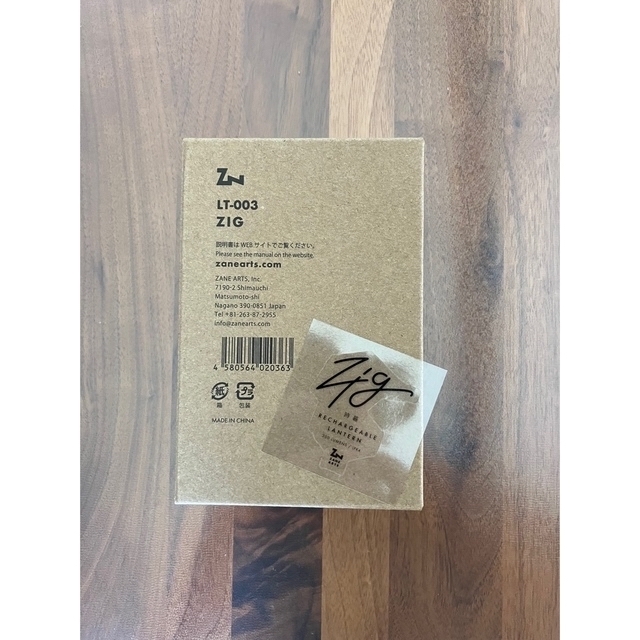 ZN
LT-003
ZIG
説明書は WEB サイトでご覧ください。
Please see the manual on the website.
zanearts.com
ZANE ARTS, Inc.
7190-2 Shimauchi
Matsumoto-shi
Nagano 390-0851 Japan
Tel +81-263-87-2955
info@zanearts.com
4 580564 020363
紙 プラ
箱 包装
MADE IN CHINA
Zig
RECHARGEABLE
LANTERN
ZN
ZANE
ARTS